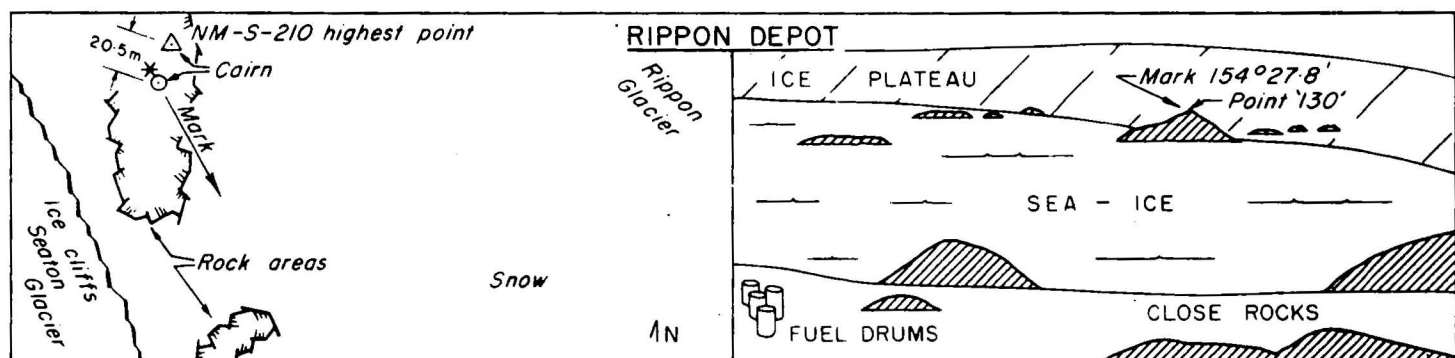 NM-S-210 highest point
20·5m
Cairn
Mark
Rock areas
Ice cliffs
Seaton
Glacier
Snow
Rippon
Glacier
N
RIPPON DEPOT
ICE PLATEAU
Mark 154°27·8'
Point '130'
SEA - ICE
FUEL DRUMS
CLOSE ROCKS